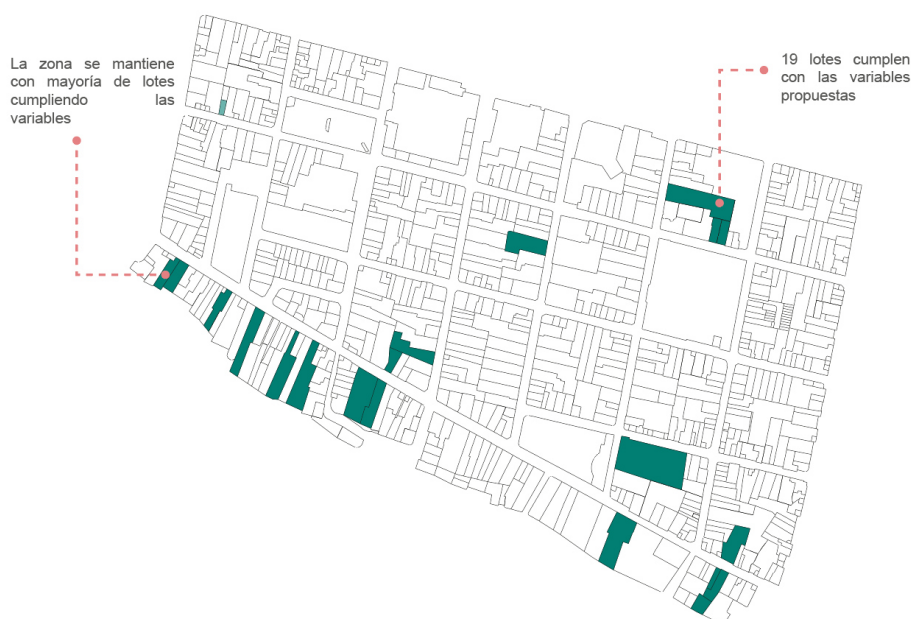 La zona se mantiene
con mayoría de lotes
cumpliendo las
variables
19 lotes cumplen
con las variables
propuestas